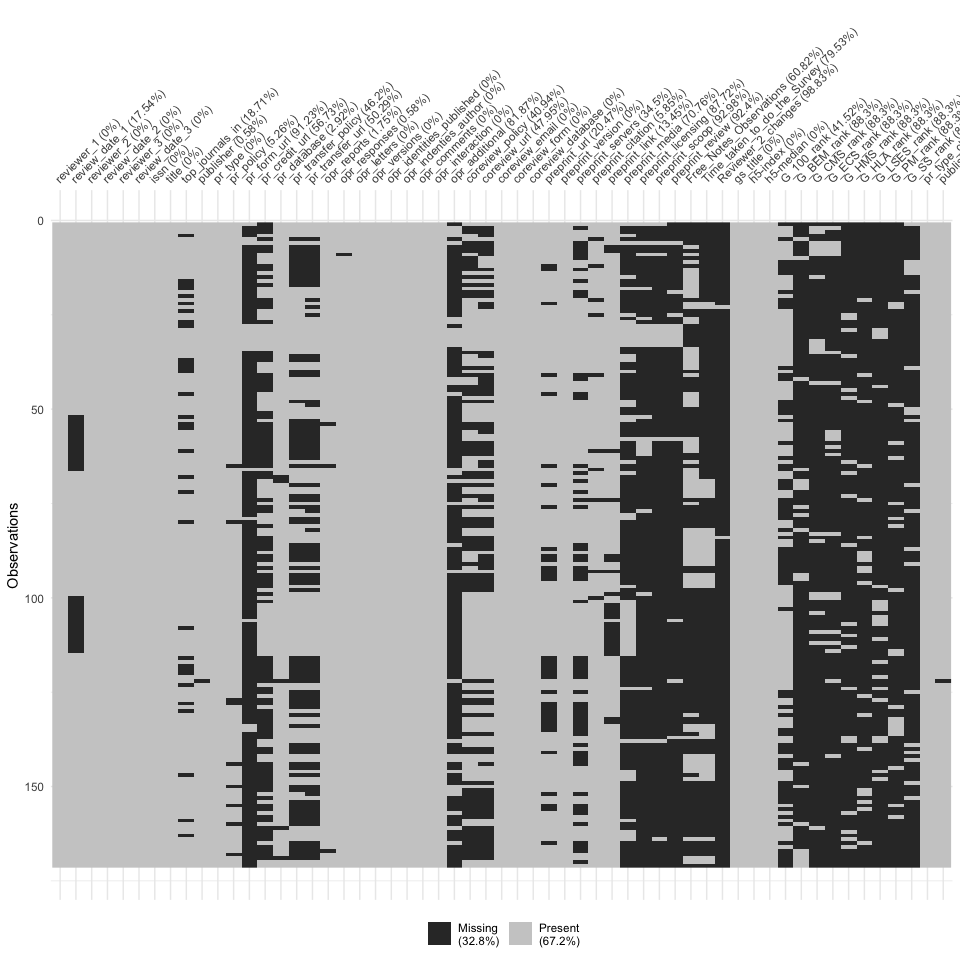 reviewer_1 (0%)
review_date_1 (17.54%)
reviewer_2 (0%)
review_date_2 (0%)
reviewer_3 (0%)
review_date_3 (0%)
issn (0%)
title (0%)
top_journals_in (18.71%)
publisher (0.58%)
pr_type (0%)
pr_policy (5.26%)
pr_form_url (91.23%)
pr_credit_url (56.73%)
pr_database (2.92%)
pr_transfer_policy (46.2%)
pr_transfer_url (50.29%)
opr_reports (1.75%)
opr_responses (0.58%)
opr_letters (0%)
opr_versions (0%)
opr_identities_published (0%)
opr_indenties_author (0%)
opr_comments (0%)
opr_interaction (0%)
opr_additional (81.87%)
coreview_policy (40.94%)
coreview_url (47.95%)
coreview_email (0%)
coreview_form (0%)
coreview_database (0%)
preprint_url (20.47%)
preprint_version (0%)
preprint_servers (34.5%)
preprint_link (13.45%)
preprint_citation (5.85%)
preprint_media (70.76%)
preprint_licensing (87.72%)
preprint_scoop (92.98%)
preprint_review (92.4%)
Free_Notes_Observations (60.82%)
Time_taken_to_do_the_Survey (79.53%)
Reviewer_2_changes (98.83%)
gs_title (0%)
h5-index (0%)
h5-median (0%)
G_100_rank (41.52%)
G_BEM_rank (88.3%)
G_CMS_rank (88.3%)
G_ECS_rank (88.3%)
G_HMS_rank (88.3%)
G_HLA_rank (88.3%)
G_LSES_rank (88.3%)
G_PM_rank (88.3%)
G_SS_rank (88.3%)
0
50
100
150
Observations
Missing
(32.8%)
Present
(67.2%)